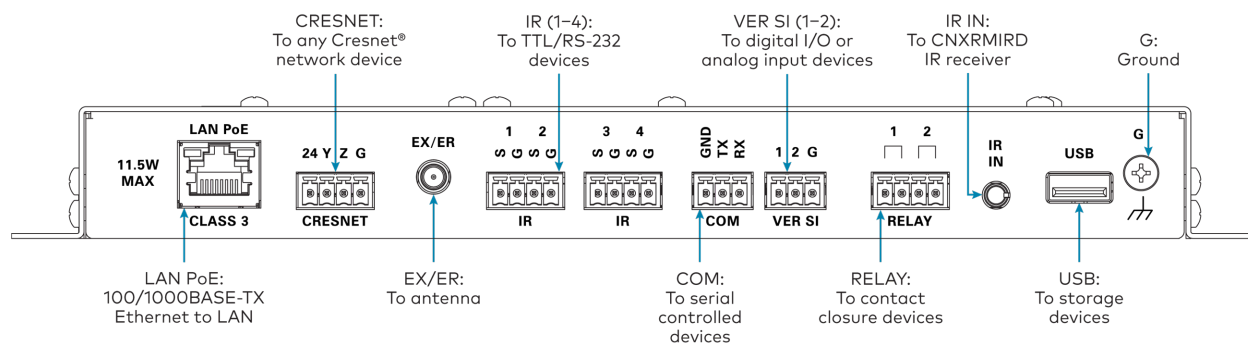 CRESNET:
To any Cresnet®
network device
IR (1–4):
To TTL/RS-232
devices
VER SI (1–2):
To digital I/O or
analog input devices
IR IN:
To CNXRMIRD
IR receiver
G:
Ground
11.5W
MAX
LAN PoE
CLASS 3
24 Y Z G
CRESNET
EX/ER
1 2
S G S G
IR
3 4
S G S G
IR
GND
TX
RX
COM
1 2 G
VER SI
1 2
RELAY
IR
IN
USB
G
LAN PoE:
100/1000BASE-TX
Ethernet to LAN
EX/ER:
To antenna
COM:
To serial
controlled
devices
RELAY:
To contact
closure devices
USB:
To storage
devices